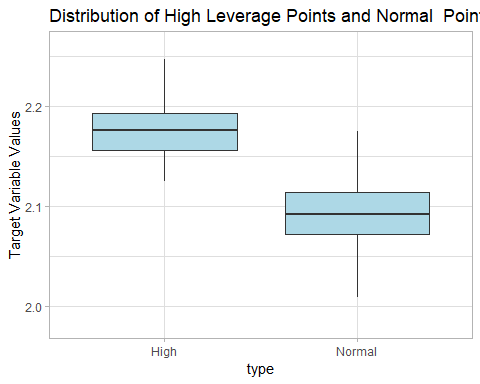 Distribution of High Leverage Points and Normal Poin
Target Variable Values
2.2
2.1
2.0
High
Normal
type